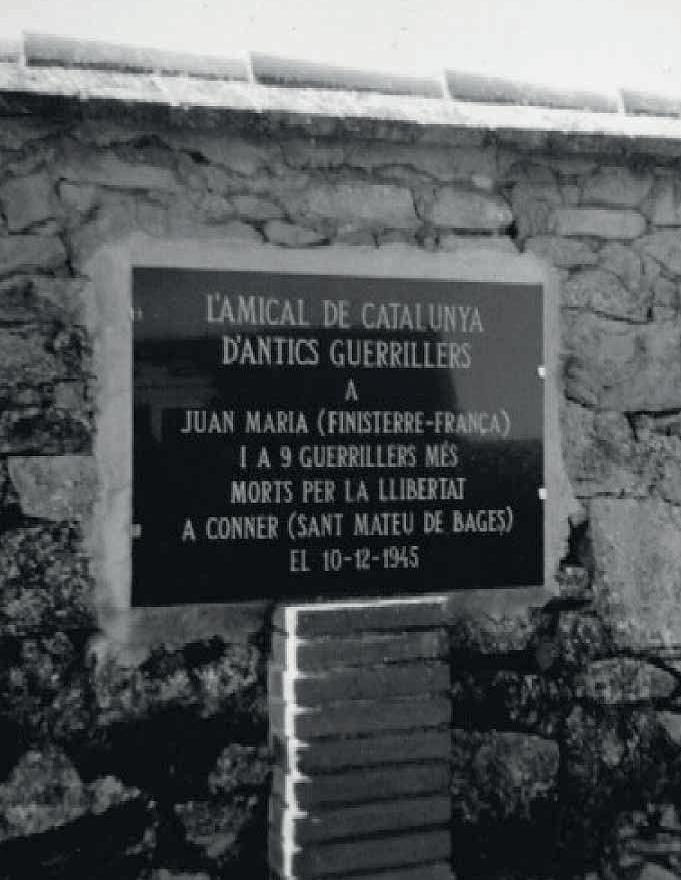 L'AMICAL DE CATALUNYA
D'ANTICS GUERRILLERS
A
JUAN MARIA (FINISTERRE-FRANÇA)
I A 9 GUERRILLERS MÉS
MORTS PER LA LLIBERTAT
A CONNER (SANT MATEU DE BAGES)
EL 10-12-1945